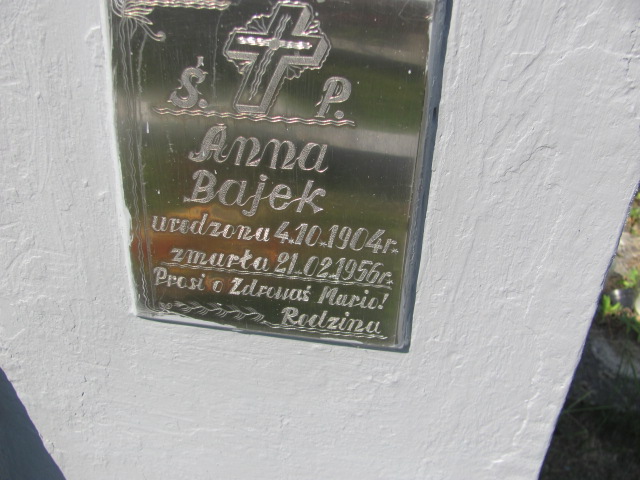 Ś. P.
Anna
Bajek
urodzona 4.10.1904r.
zmarła 21.02.1956r.
Prosi o Zdrowaś Mario!
Rodzina